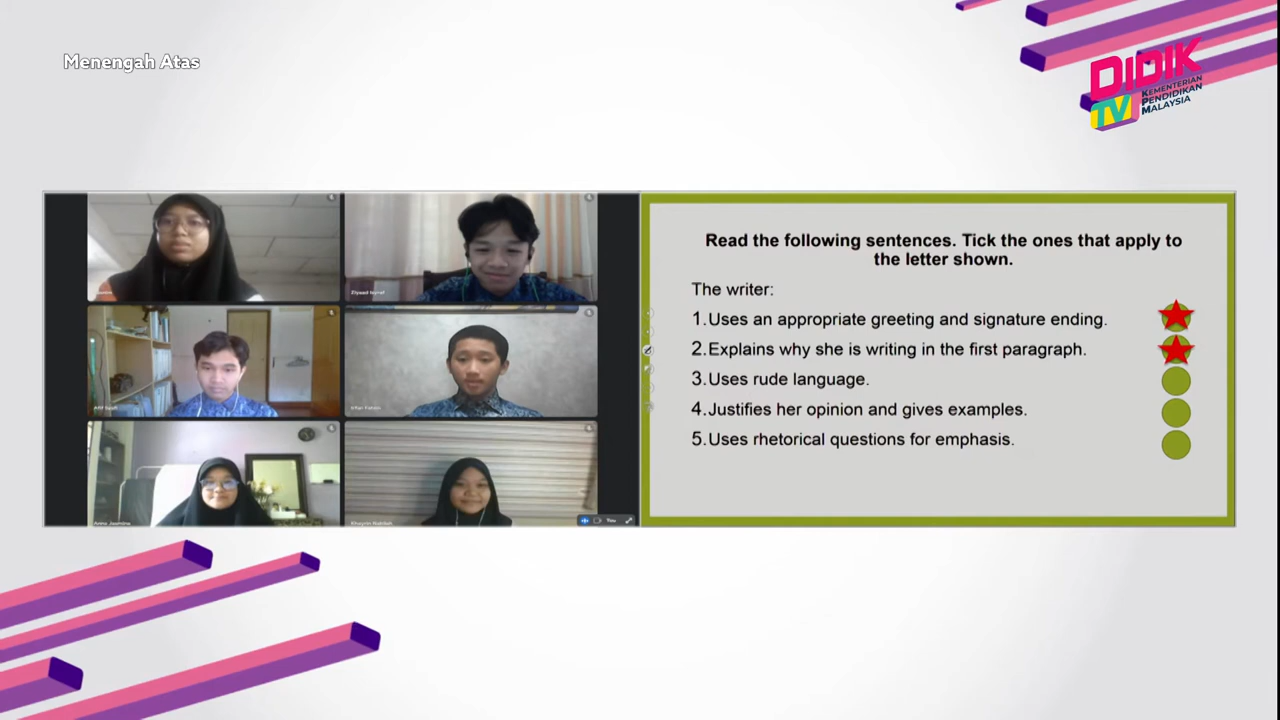 Menengah Atas
DIDIK
TV
KEMENTERIAN
PENDIDIKAN
MALAYSIA
Read the following sentences. Tick the ones that apply to
the letter shown.
The writer:
1.Uses an appropriate greeting and signature ending.
2.Explains why she is writing in the first paragraph.
3.Uses rude language.
4.Justifies her opinion and gives examples.
5.Uses rhetorical questions for emphasis.
You